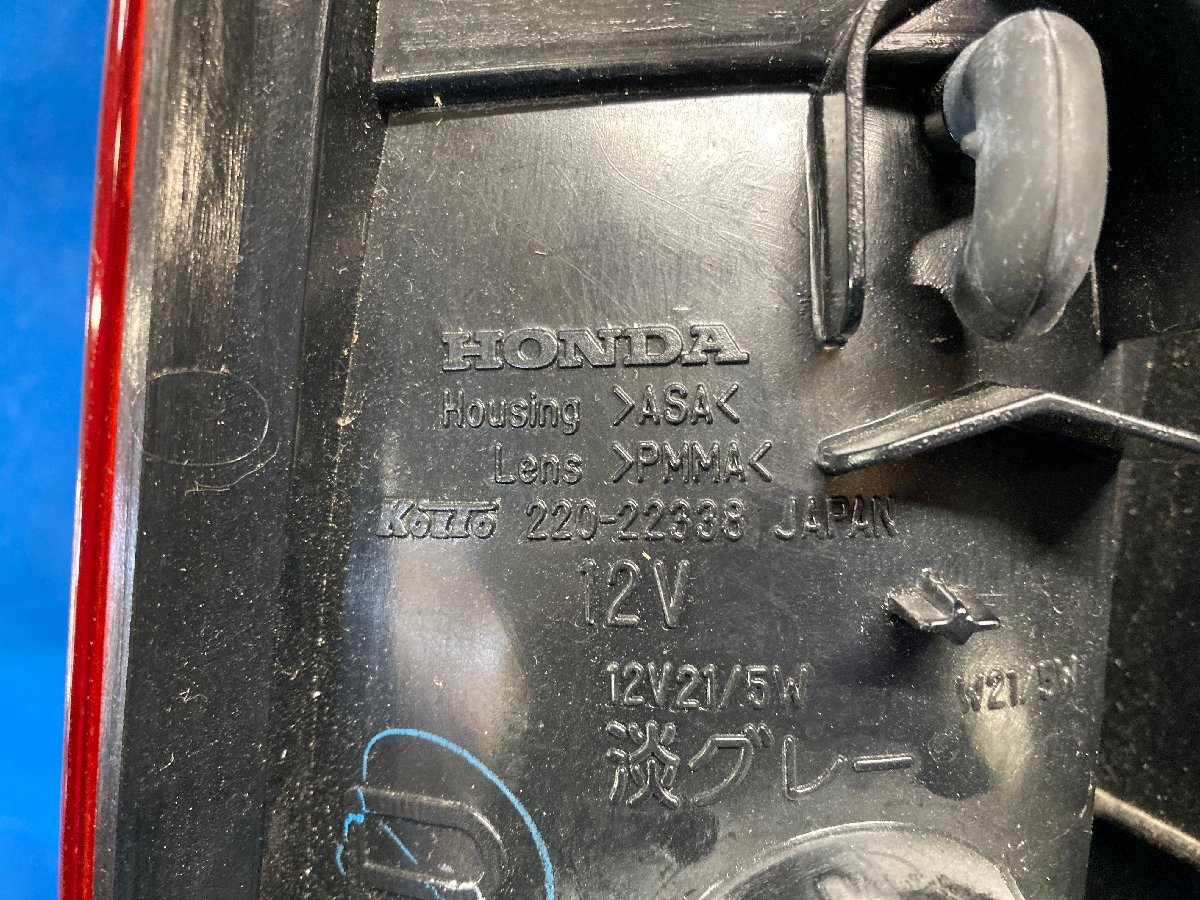 HONDA
Housing >ASA<
Lens >PMMA<
KOITO 220-22338 JAPAN
12V
12V21/5W W21/5W
淡グレー